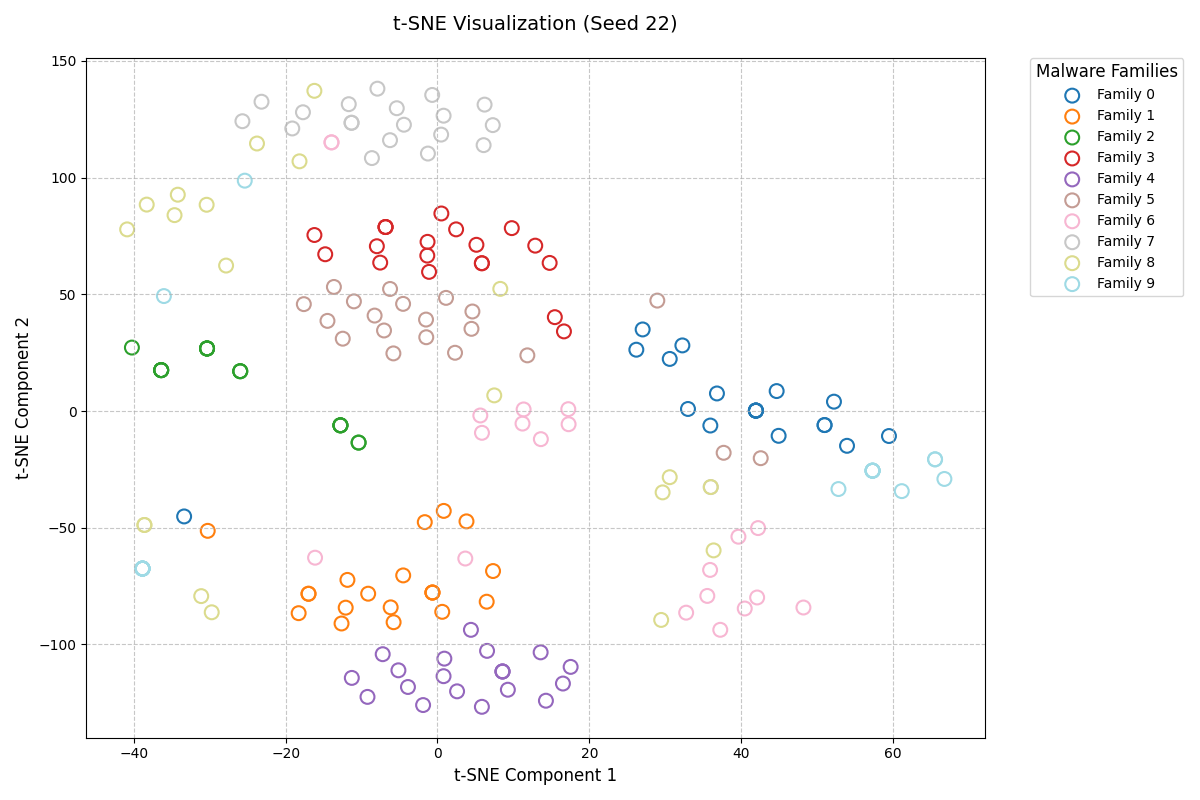 t-SNE Visualization (Seed 22)
Malware Families
Family 0
Family 1
Family 2
Family 3
Family 4
Family 5
Family 6
Family 7
Family 8
Family 9
t-SNE Component 2
150
100
50
0
−50
−100
−40
−20
0
20
40
60
t-SNE Component 1